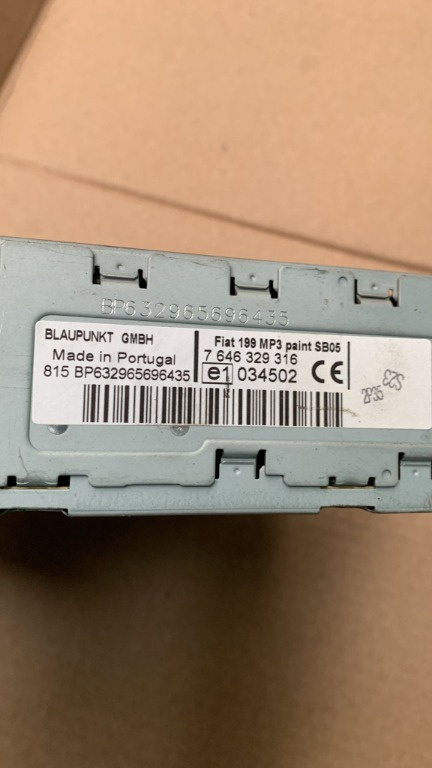 BP632965696435
BLAUPUNKT GMBH
Made in Portugal
815 BP632965696435
Fiat 199 MP3 paint SB05
7 646 329 316
e1 034502 CE